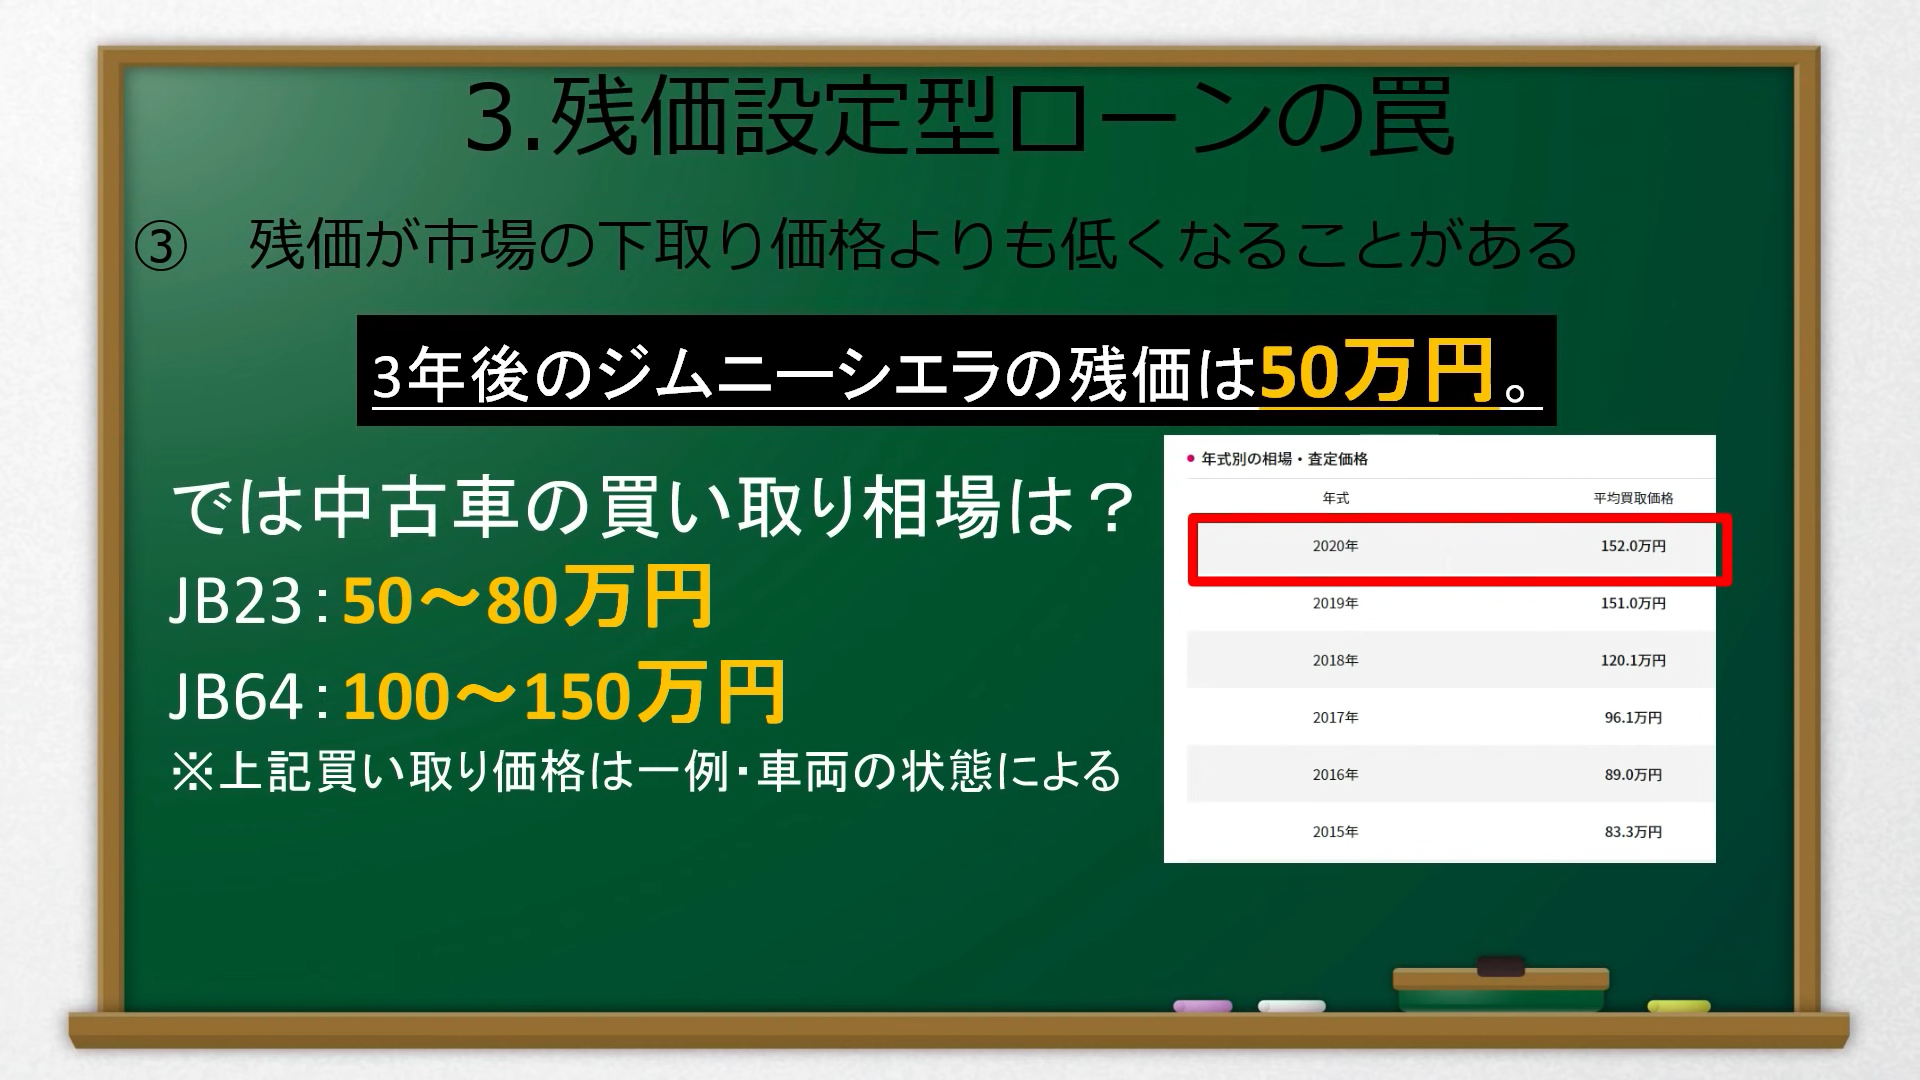 3.残価設定型ローンの罠
③　残価が市場の下取り価格よりも低くなることがある
3年後のジムニーシエラの残価は50万円。
では中古車の買い取り相場は？
JB23：50～80万円
JB64：100～150万円
※上記買い取り価格は一例・車両の状態による
● 年式別の相場・査定価格
年式 平均買取価格
2020年 152.0万円
2019年 151.0万円
2018年 120.1万円
2017年 96.1万円
2016年 89.0万円
2015年 83.3万円